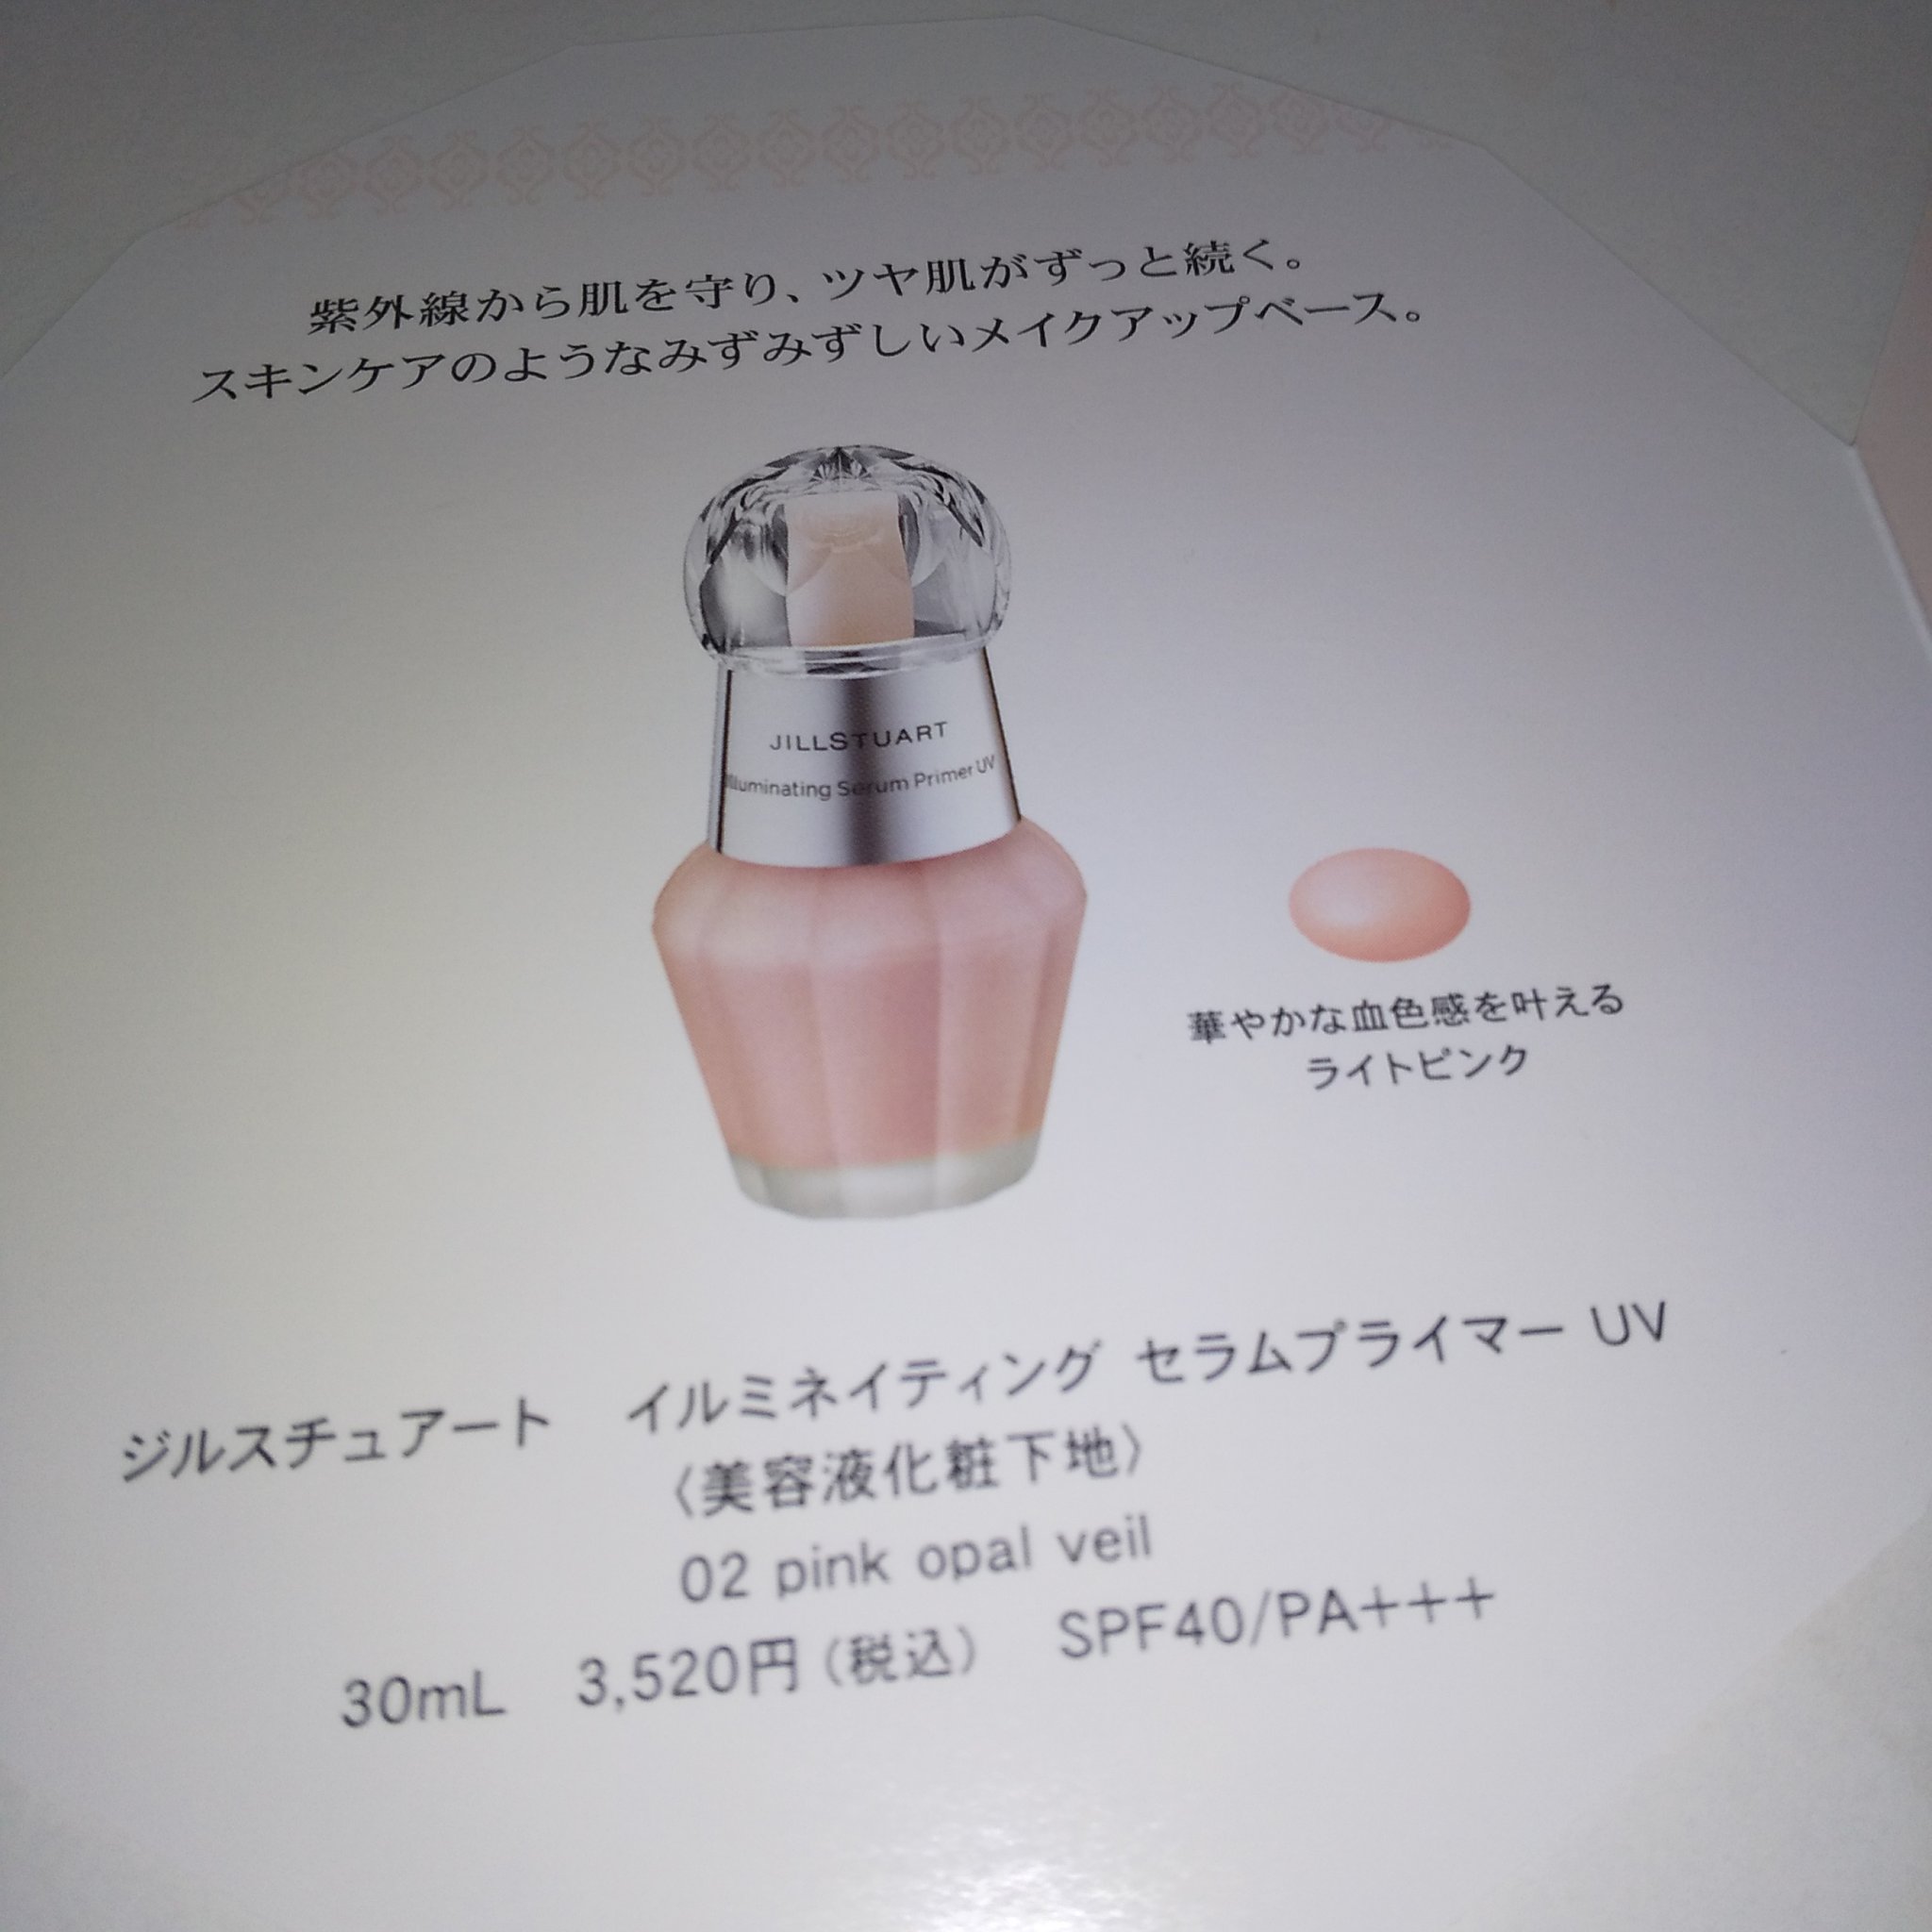 紫外線から肌を守り、ツヤ肌がずっと続く。
スキンケアのようなみずみずしいメイクアップベース。
JILLSTUART
Illuminating Serum Primer UV
華やかな血色感を叶える
ライトピンク
ジルスチュアート　イルミネイティング セラムプライマー UV
〈美容液化粧下地〉
02 pink opal veil
30mL　3,520円（税込）　SPF40/PA+++